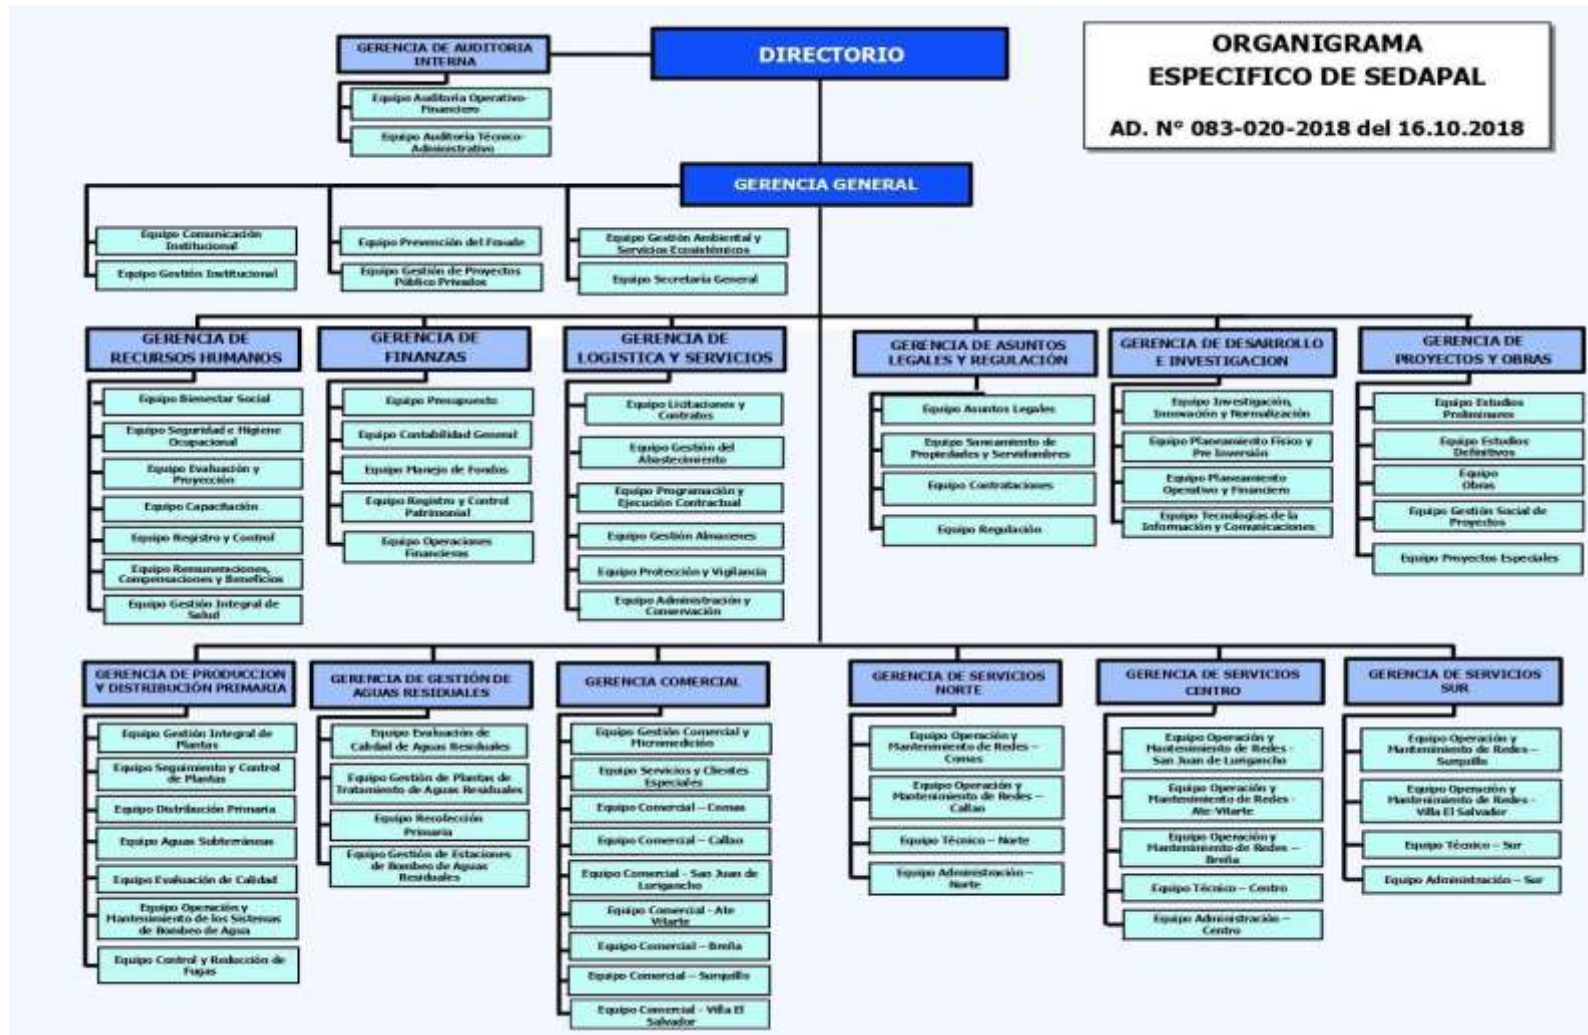 GERENCIA DE AUDITORIA
INTERNA
DIRECTORIO
ORGANIGRAMA
ESPECIFICO DE SEDAPAL
AD. N° 083-020-2018 del 16.10.2018
Equipo Auditoria Operativo-
Financiero
Equipo Auditoría Técnico-
Administrativo
GERENCIA GENERAL
Equipo Comunicación
Institucional
Equipo Gestión Institucional
Equipo Prevención del Fraude
Equipo Gestión de Proyectos
Público Privados
Equipo Gestión Ambiental y
Servicios Ecosistémicos
Equipo Secretaría General
GERENCIA DE
RECURSOS HUMANOS
Equipo Bienestar Social
Equipo Seguridad e Higiene
Ocupacional
Equipo Evaluación y
Proyección
Equipo Capacitación
Equipo Registro y Control
Equipo Remuneraciones,
Compensaciones y Beneficios
Equipo Gestión Integral de
Salud
GERENCIA DE
FINANZAS
Equipo Presupuesto
Equipo Contabilidad General
Equipo Manejo de Fondos
Equipo Registro y Control
Patrimonial
Equipo Operaciones
Financieras
GERENCIA DE
LOGISTICA Y SERVICIOS
Equipo Licitaciones y
Contratos
Equipo Gestión del
Abastecimiento
Equipo Programación y
Ejecución Contractual
Equipo Gestión Almacenes
Equipo Protección y Vigilancia
Equipo Administración y
Conservación
GERENCIA DE ASUNTOS
LEGALES Y REGULACIÓN
Equipo Asuntos Legales
Equipo Saneamiento de
Propiedades y Servidumbres
Equipo Contrataciones
Equipo Regulación
GERENCIA DE DESARROLLO
E INVESTIGACION
Equipo Investigación,
Innovación y Normalización
Equipo Planeamiento Físico y
Pre Inversión
Equipo Planeamiento
Operativo y Financiero
Equipo Tecnologías de la
Información y Comunicaciones
GERENCIA DE
PROYECTOS Y OBRAS
Equipo Estudios
Preliminares
Equipo Estudios
Definitivos
Equipo
Obras
Equipo Gestión Social de
Proyectos
Equipo Proyectos Especiales
GERENCIA DE PRODUCCION
Y DISTRIBUCIÓN PRIMARIA
Equipo Gestión Integral de
Plantas
Equipo Seguimiento y Control
de Plantas
Equipo Distribución Primaria
Equipo Aguas Subterráneas
Equipo Evaluación de Calidad
Equipo Operación y
Mantenimiento de los Sistemas
de Bombeo de Agua
Equipo Control y Reducción de
Fugas
GERENCIA DE GESTIÓN DE
AGUAS RESIDUALES
Equipo Evaluación de
Calidad de Aguas Residuales
Equipo Gestión de Plantas de
Tratamiento de Aguas Residuales
Equipo Recolección
Primaria
Equipo Gestión de Estaciones
de Bombeo de Aguas
Residuales
GERENCIA COMERCIAL
Equipo Gestión Comercial y
Micromedición
Equipo Servicios y Clientes
Especiales
Equipo Comercial – Comas
Equipo Comercial – Callao
Equipo Comercial - San Juan de
Lurigancho
Equipo Comercial - Ate
Vitarte
Equipo Comercial – Breña
Equipo Comercial – Surquillo
Equipo Comercial - Villa El
Salvador
GERENCIA DE SERVICIOS
NORTE
Equipo Operación y
Mantenimiento de Redes –
Comas
Equipo Operación y
Mantenimiento de Redes –
Callao
Equipo Técnico – Norte
Equipo Administración –
Norte
GERENCIA DE SERVICIOS
CENTRO
Equipo Operación y
Mantenimiento de Redes -
San Juan de Lurigancho
Equipo Operación y
Mantenimiento de Redes -
Ate-Vitarte
Equipo Operación y
Mantenimiento de Redes –
Breña
Equipo Técnico – Centro
Equipo Administración –
Centro
GERENCIA DE SERVICIOS
SUR
Equipo Operación y
Mantenimiento de Redes –
Surquillo
Equipo Operación y
Mantenimiento de Redes -
Villa El Salvador
Equipo Técnico – Sur
Equipo Administración – Sur